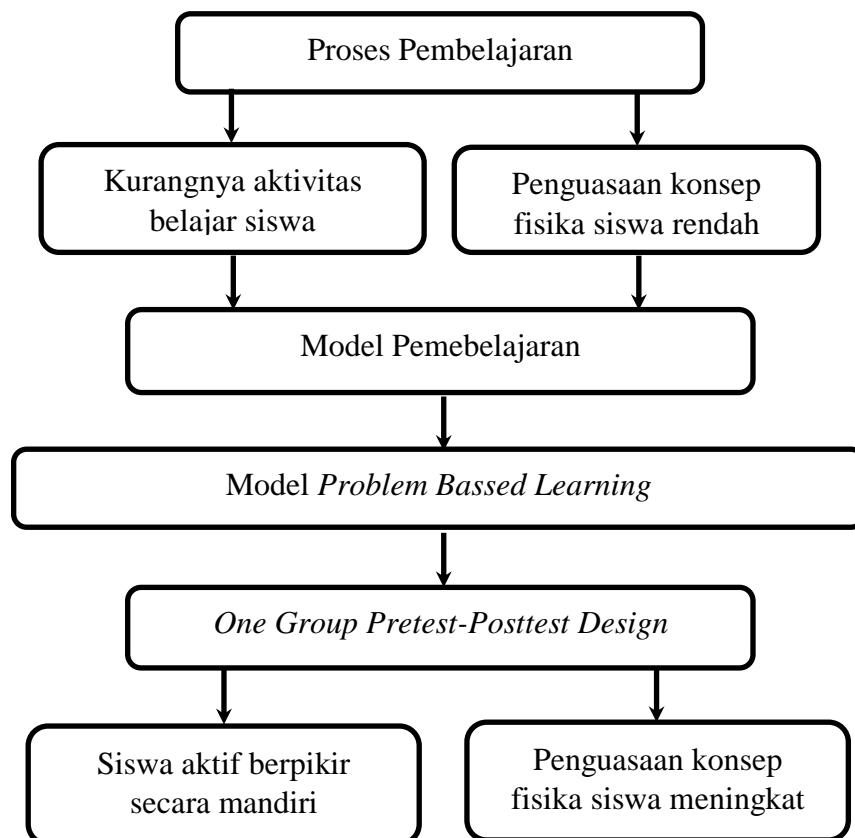 Proses Pembelajaran
Kurangnya aktivitas
belajar siswa
Penguasaan konsep
fisika siswa rendah
Model Pemebelajaran
Model Problem Bassed Learning
One Group Pretest-Posttest Design
Siswa aktif berpikir
secara mandiri
Penguasaan konsep
fisika siswa meningkat